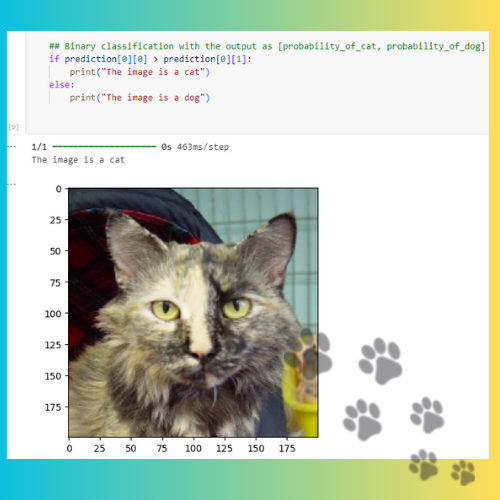 ## Binary classification with the output as [probability_of_cat, probability_of_dog]
if prediction[0][0] > prediction[0][1]:
print("The image is a cat")
else:
print("The image is a dog")
[9]
1/1 ━━━━━━━━━━━━━━━━━━━━ 0s 463ms/step
The image is a cat
0
25
50
75
100
125
150
175
0 25 50 75 100 125 150 175